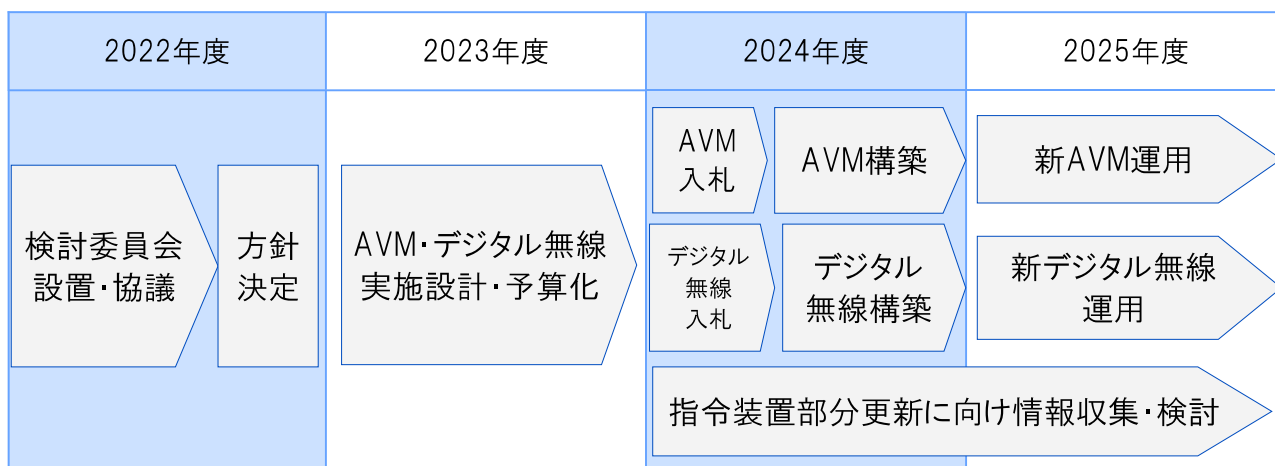 2022年度
2023年度
2024年度
2025年度
検討委員会
設置・協議
方針
決定
AVM・デジタル無線
実施設計・予算化
AVM
入札
AVM構築
新AVM運用
デジタル
無線
入札
デジタル
無線構築
新デジタル無線
運用
指令装置部分更新に向け情報収集・検討